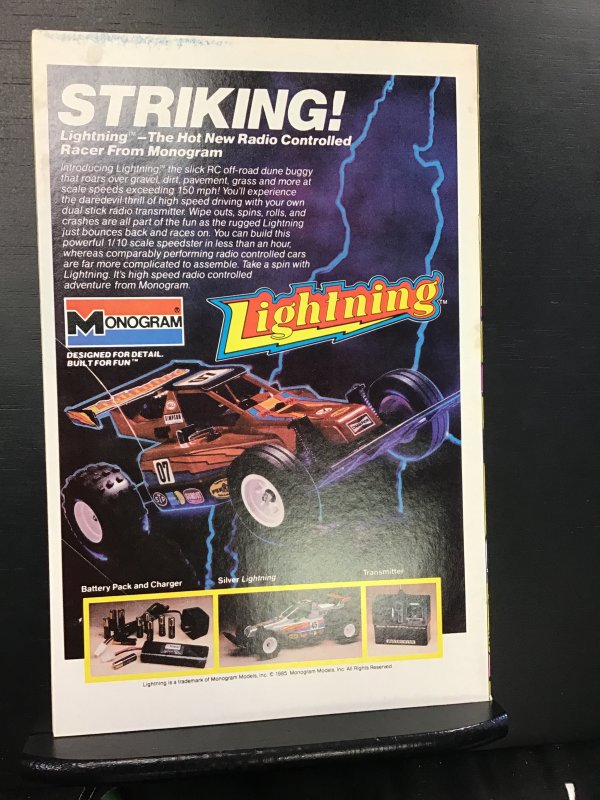 STRIKING!
Lightning™—The Hot New Radio Controlled
Racer From Monogram
Introducing Lightning™ the slick RC off-road dune buggy
that roars over gravel, dirt, pavement, grass and more at
scale speeds exceeding 150 mph! You'll experience
the daredevil thrill of high speed driving with your own
dual stick radio transmitter. Wipe outs, spins, rolls, and
crashes are all part of the fun as the rugged Lightning
just bounces back and races on. You can build this
powerful 1/10 scale speedster in less than an hour,
whereas comparably performing radio controlled cars
are far more complicated to assemble. Take a spin with
Lightning. It's high speed radio controlled
adventure from Monogram.
Lightning™
MONOGRAM®
DESIGNED FOR DETAIL.
BUILT FOR FUN™
SIMPSON
07
STP
Battery Pack and Charger
Silver Lightning
Transmitter
Lightning is a trademark of Monogram Models, Inc. © 1985 Monogram Models, Inc. All Rights Reserved.